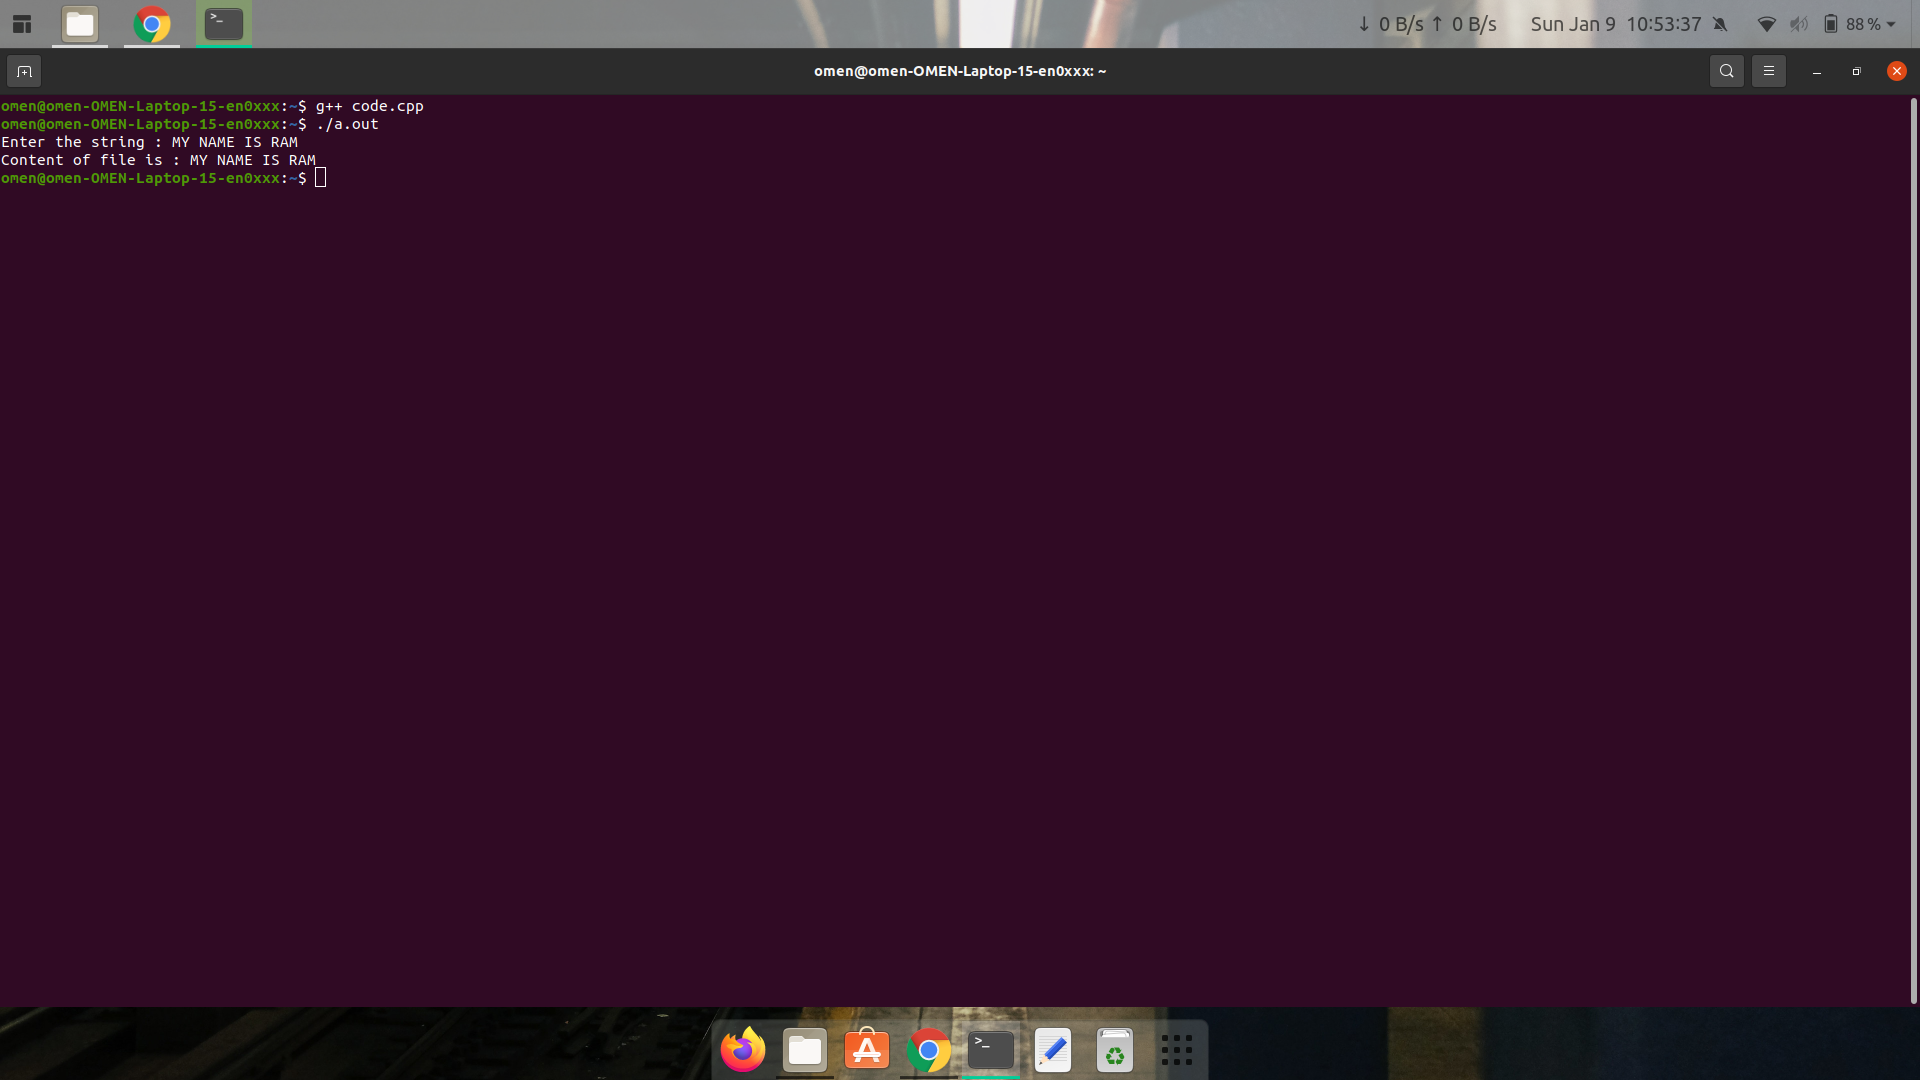 ↓ 0 B/s ↑ 0 B/s Sun Jan 9 10:53:37 88 %
omen@omen-OMEN-Laptop-15-en0xxx: ~
omen@omen-OMEN-Laptop-15-en0xxx:~$ g++ code.cpp
omen@omen-OMEN-Laptop-15-en0xxx:~$ ./a.out
Enter the string : MY NAME IS RAM
Content of file is : MY NAME IS RAM
omen@omen-OMEN-Laptop-15-en0xxx:~$